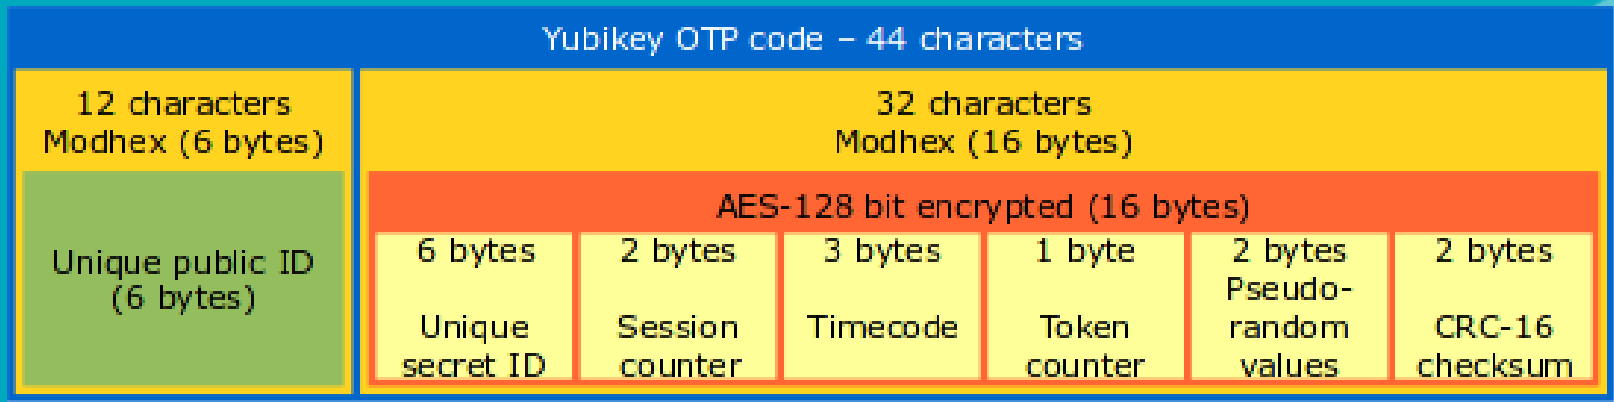 Yubikey OTP code – 44 characters
12 characters
Modhex (6 bytes)
32 characters
Modhex (16 bytes)
Unique public ID
(6 bytes)
AES-128 bit encrypted (16 bytes)
6 bytes
Unique
secret ID
2 bytes
Session
counter
3 bytes
Timecode
1 byte
Token
counter
2 bytes
Pseudo-
random
values
2 bytes
CRC-16
checksum